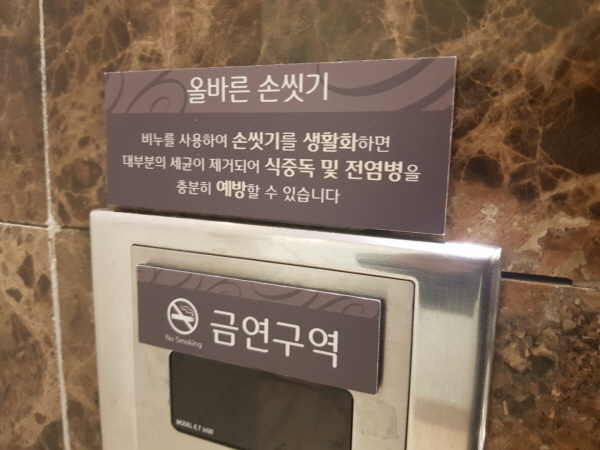 올바른 손씻기
비누를 사용하여 손씻기를 생활화하면
대부분의 세균이 제거되어 식중독 및 전염병을
충분히 예방할 수 있습니다
No Smoking
금연구역
MODEL E.T S420